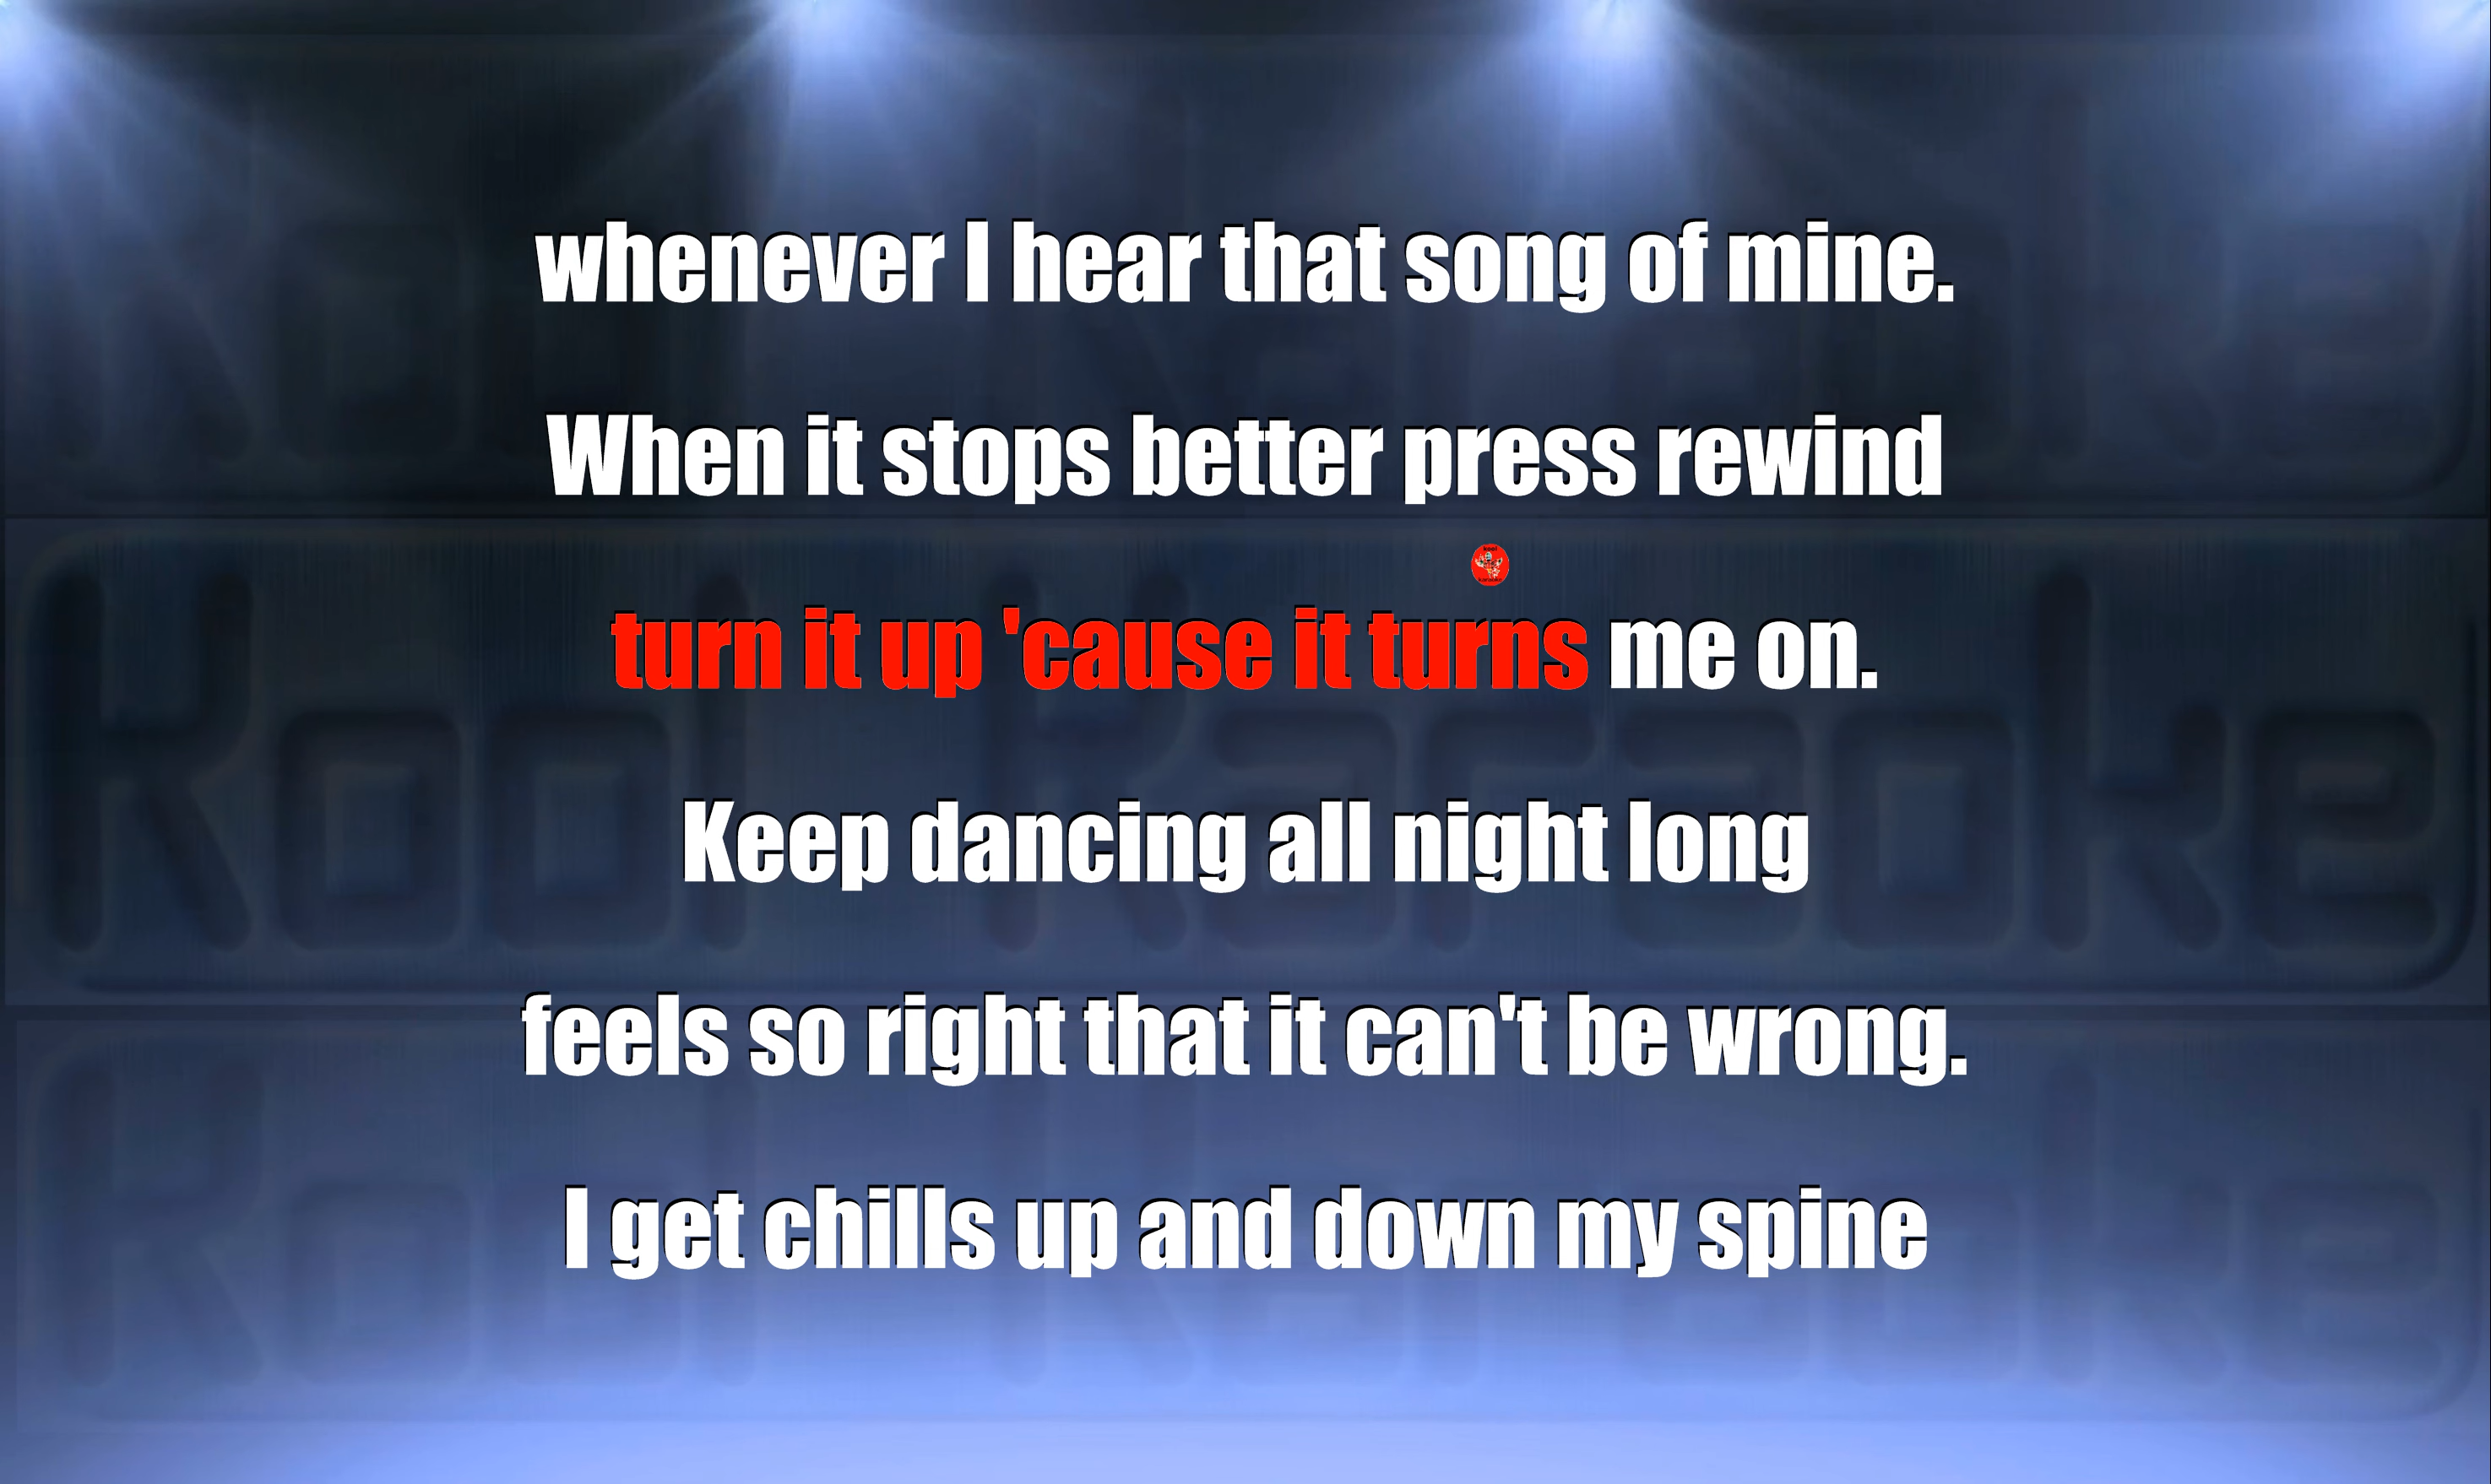 whenever I hear that song of mine.
When it stops better press rewind
turn it up 'cause it turns me on.
Keep dancing all night long
feels so right that it can't be wrong.
I get chills up and down my spine
Kool Karaoke